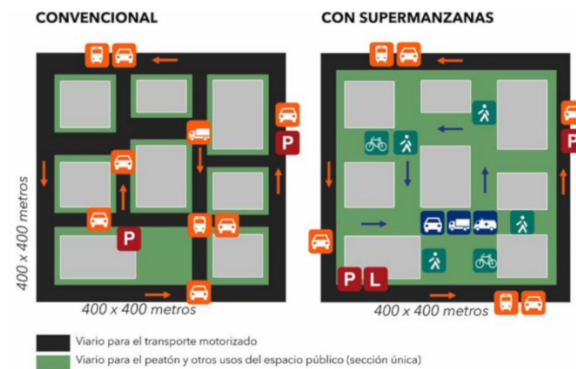 CONVENCIONAL
CON SUPERMANZANAS
P
P
P
P L
400 x 400 metros
400 x 400 metros
400 x 400 metros
Viario para el transporte motorizado
Viario para el peatón y otros usos del espacio público (sección única)